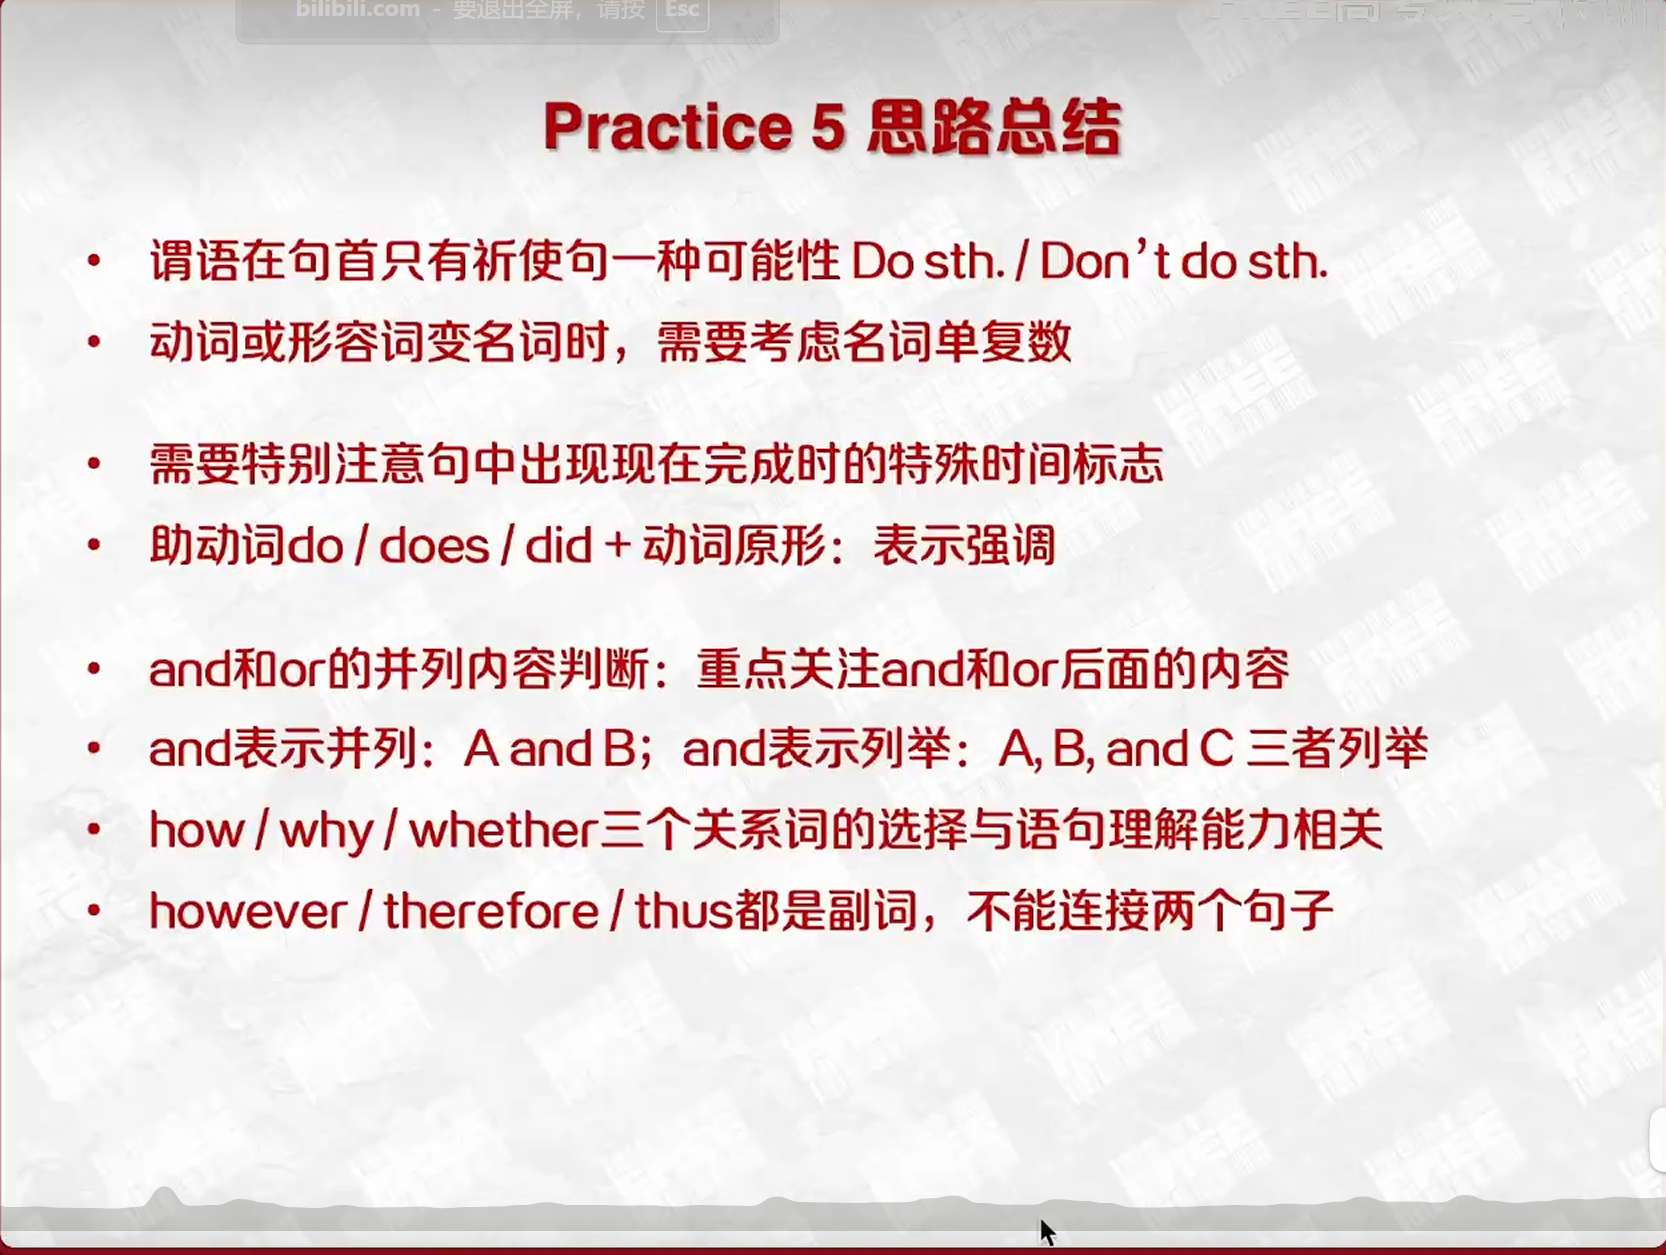 bilibili.com - 要退出全屏，请按 Esc
Practice 5 思路总结
• 谓语在句首只有祈使句一种可能性 Do sth. / Don’t do sth.
• 动词或形容词变名词时，需要考虑名词单复数
• 需要特别注意句中出现现在完成时的特殊时间标志
• 助动词do / does / did + 动词原形：表示强调
• and和or的并列内容判断：重点关注and和or后面的内容
• and表示并列：A and B；and表示列举：A, B, and C 三者列举
• how / why / whether三个关系词的选择与语句理解能力相关
• however / therefore / thus都是副词，不能连接两个句子